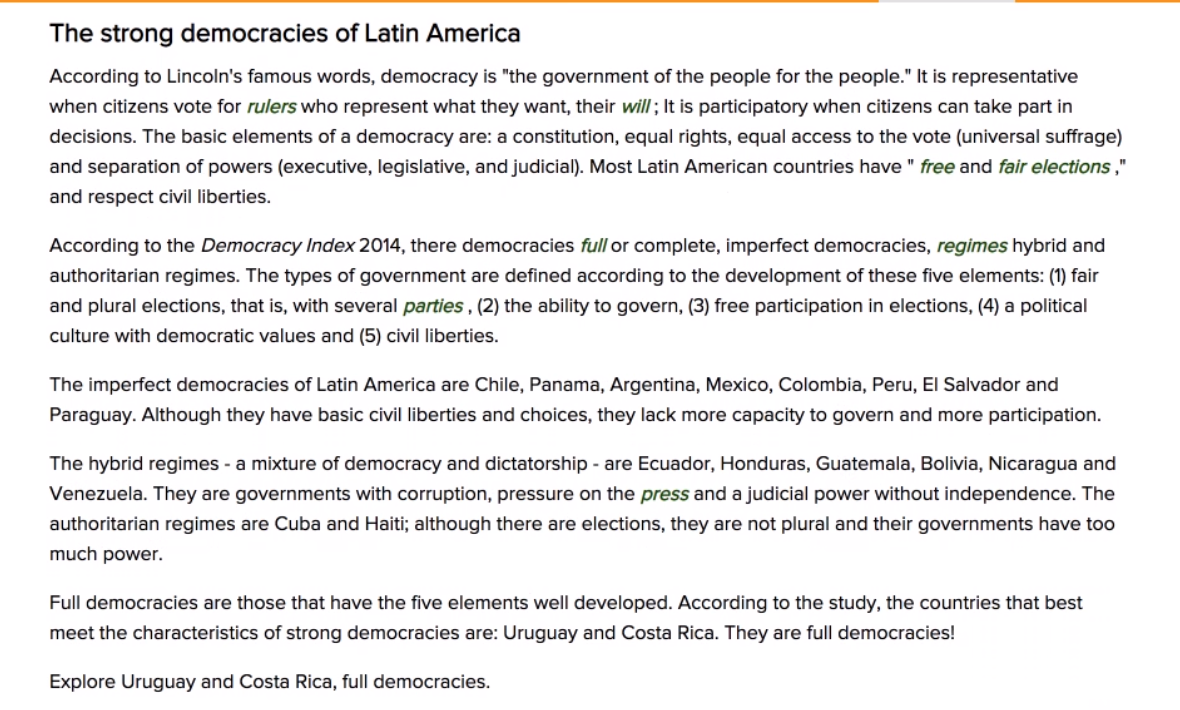 The strong democracies of Latin America
According to Lincoln's famous words, democracy is "the government of the people for the people." It is representative
when citizens vote for rulers who represent what they want, their will ; It is participatory when citizens can take part in
decisions. The basic elements of a democracy are: a constitution, equal rights, equal access to the vote (universal suffrage)
and separation of powers (executive, legislative, and judicial). Most Latin American countries have " free and fair elections ,"
and respect civil liberties.
According to the Democracy Index 2014, there democracies full or complete, imperfect democracies, regimes hybrid and
authoritarian regimes. The types of government are defined according to the development of these five elements: (1) fair
and plural elections, that is, with several parties , (2) the ability to govern, (3) free participation in elections, (4) a political
culture with democratic values and (5) civil liberties.
The imperfect democracies of Latin America are Chile, Panama, Argentina, Mexico, Colombia, Peru, El Salvador and
Paraguay. Although they have basic civil liberties and choices, they lack more capacity to govern and more participation.
The hybrid regimes - a mixture of democracy and dictatorship - are Ecuador, Honduras, Guatemala, Bolivia, Nicaragua and
Venezuela. They are governments with corruption, pressure on the press and a judicial power without independence. The
authoritarian regimes are Cuba and Haiti; although there are elections, they are not plural and their governments have too
much power.
Full democracies are those that have the five elements well developed. According to the study, the countries that best
meet the characteristics of strong democracies are: Uruguay and Costa Rica. They are full democracies!
Explore Uruguay and Costa Rica, full democracies.